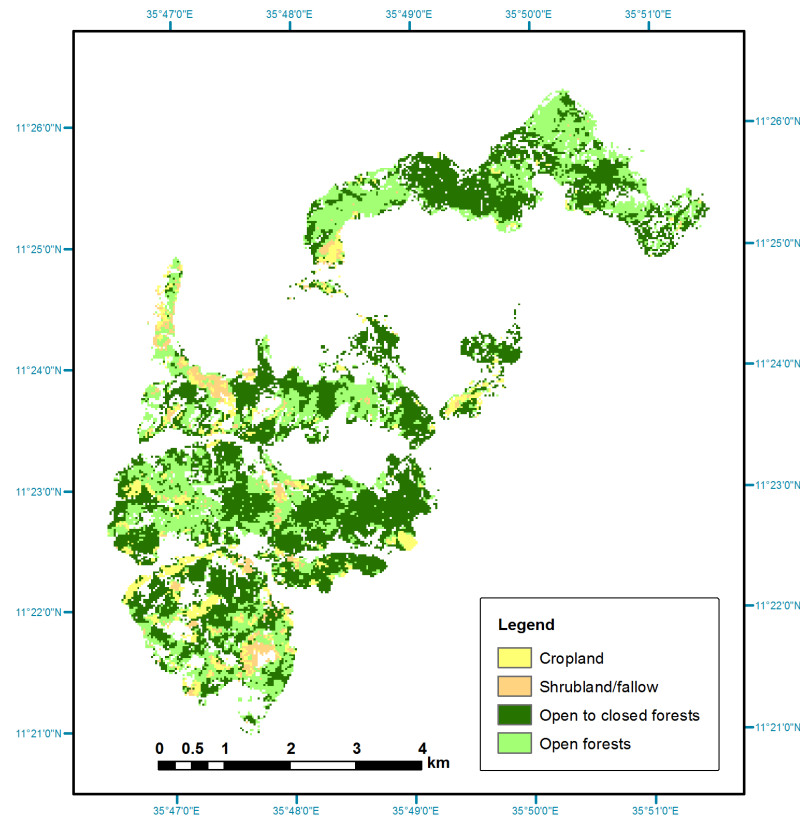 35°47'0"E 35°48'0"E 35°49'0"E 35°50'0"E 35°51'0"E
11°26'0"N 11°26'0"N
11°25'0"N 11°25'0"N
11°24'0"N 11°24'0"N
11°23'0"N 11°23'0"N
11°22'0"N 11°22'0"N
Legend
Cropland
Shrubland/fallow
Open to closed forests
Open forests
11°21'0"N 11°21'0"N
0 0.5 1 2 3 4
km
35°47'0"E 35°48'0"E 35°49'0"E 35°50'0"E 35°51'0"E